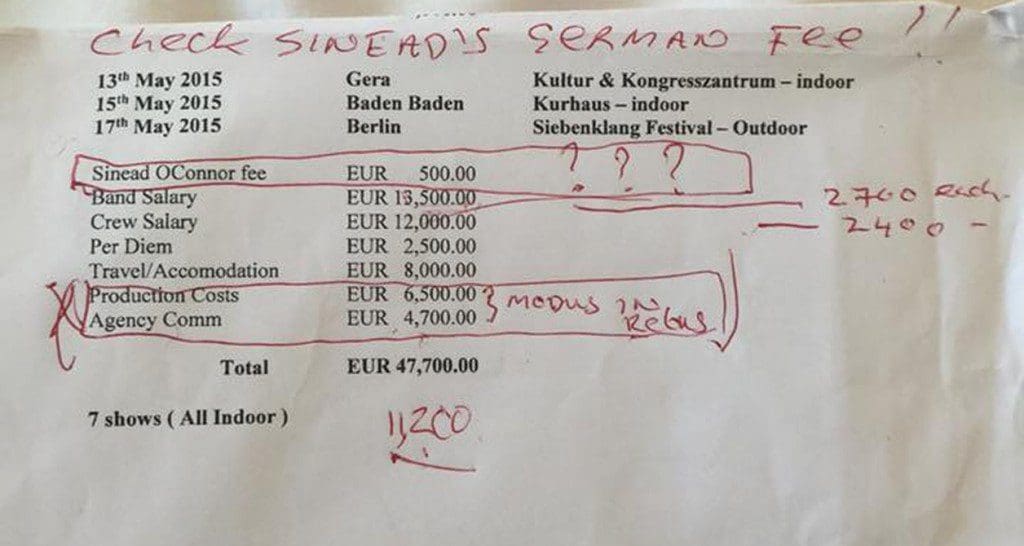 Check SINEAD'S GERMAN Fee !!
13th May 2015 Gera Kultur & Kongresszantrum – indoor
15th May 2015 Baden Baden Kurhaus – indoor
17th May 2015 Berlin Siebenklang Festival – Outdoor
Sinead OConnor fee EUR 500.00 ? ? ?
Band Salary EUR 13,500.00 2700 each.
Crew Salary EUR 12,000.00 2400 -
Per Diem EUR 2,500.00
Travel/Accomodation EUR 8,000.00
Production Costs EUR 6,500.00 } MODUS IN
Agency Comm EUR 4,700.00 Rebus
Total EUR 47,700.00
7 shows ( All Indoor )
11,200